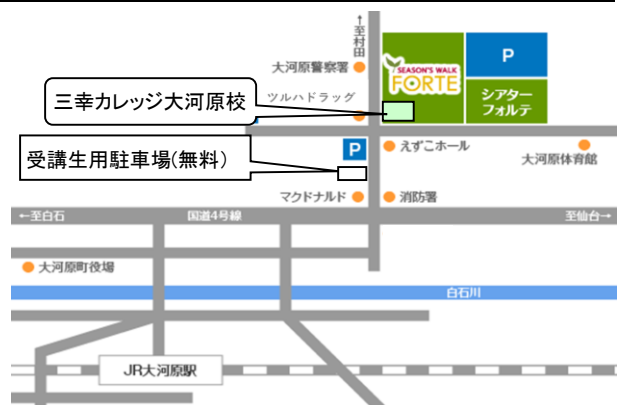 ↑至村田
大河原警察署
SEASON'S WALK
FORTE
P
三幸カレッジ大河原校
ツルハドラッグ
シアター
フォルテ
受講生用駐車場(無料)
P
えずこホール
大河原体育館
マクドナルド
消防署
←至白石
国道4号線
至仙台→
大河原町役場
白石川
JR大河原駅